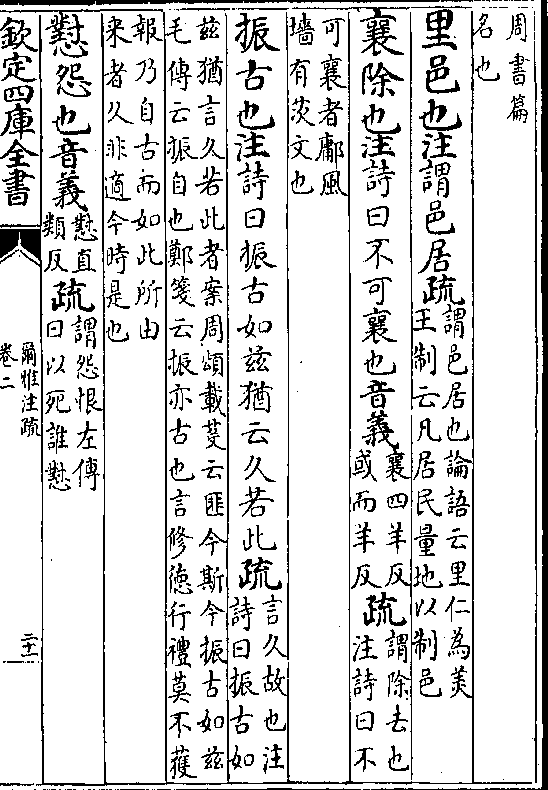 周書篇
名也
里邑也注謂邑居疏謂邑居也論語云里仁為美
王制云凡居民量地以制邑
襄除也注詩曰不可襄也音義襄四羊反
或而羊反疏謂除去也
注詩曰不
可襄者鄘風
墻有茨文也
振古也注詩曰振古如兹猶云久若此疏言久故也注
詩曰振古如
兹猶言久若此者案周頌載芟云匪今斯今振古如兹
毛傳云振自也鄭箋云振亦古也言修徳行禮莫不獲
報乃自古而如此所由
来者久非適今時是也
懟怨也音義懟直
類反疏謂怨恨左傳
曰以死誰懟
欽定四庫全書
爾雅注疏
卷二
二十一